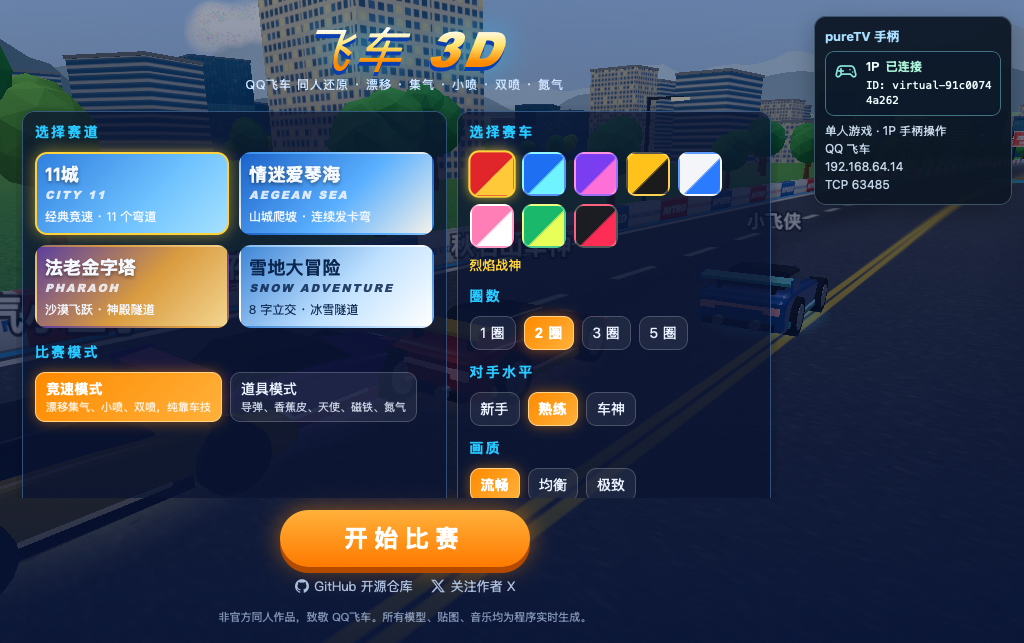 飞车 3D
QQ飞车 同人还原 · 漂移 · 集气 · 小喷 · 双喷 · 氮气
选择赛道
11城
CITY 11
经典竞速 · 11 个弯道
情迷爱琴海
AEGEAN SEA
山城爬坡 · 连续发卡弯
法老金字塔
PHARAOH
沙漠飞跃 · 神殿隧道
雪地大冒险
SNOW ADVENTURE
8 字立交 · 冰雪隧道
比赛模式
竞速模式
漂移集气、小喷、双喷，纯靠车技
道具模式
导弹、香蕉皮、天使、磁铁、氮气
选择赛车
烈焰战神
圈数
1 圈
2 圈
3 圈
5 圈
对手水平
新手
熟练
车神
画质
流畅
均衡
极致
小飞侠
pureTV 手柄
1P 已连接
ID: virtual-91c0074
4a262
单人游戏 · 1P 手柄操作
QQ 飞车
192.168.64.14
TCP 63485
开始比赛
GitHub 开源仓库
关注作者 X
非官方同人作品，致敬 QQ飞车。所有模型、贴图、音乐均为程序实时生成。